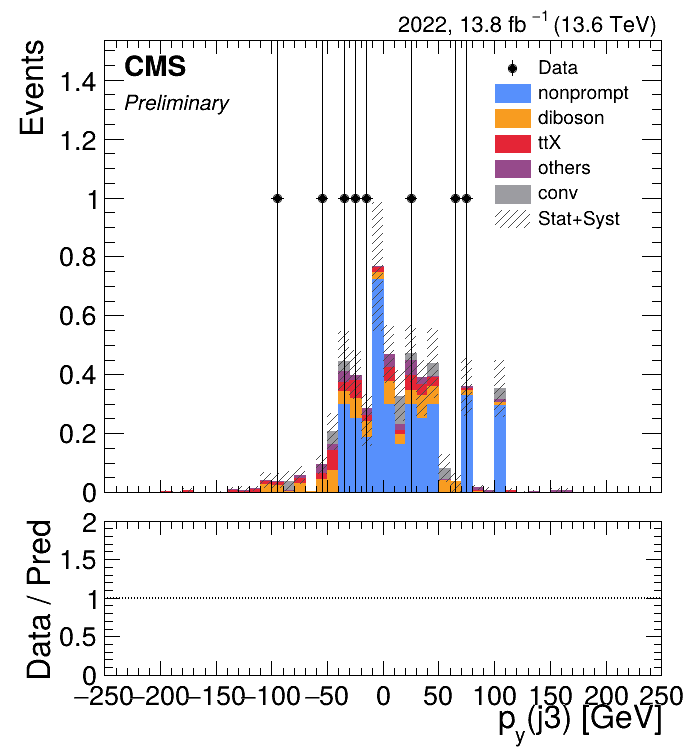 2022, 13.8 fb⁻¹ (13.6 TeV)
Events
CMS
Preliminary
Data
nonprompt
diboson
ttX
others
conv
Stat+Syst
1.4
1.2
1
0.8
0.6
0.4
0.2
0
Data / Pred
2
1.5
1
0.5
0
−250 −200 −150 −100 −50 0 50 100 150 200 250
p_y(j3) [GeV]